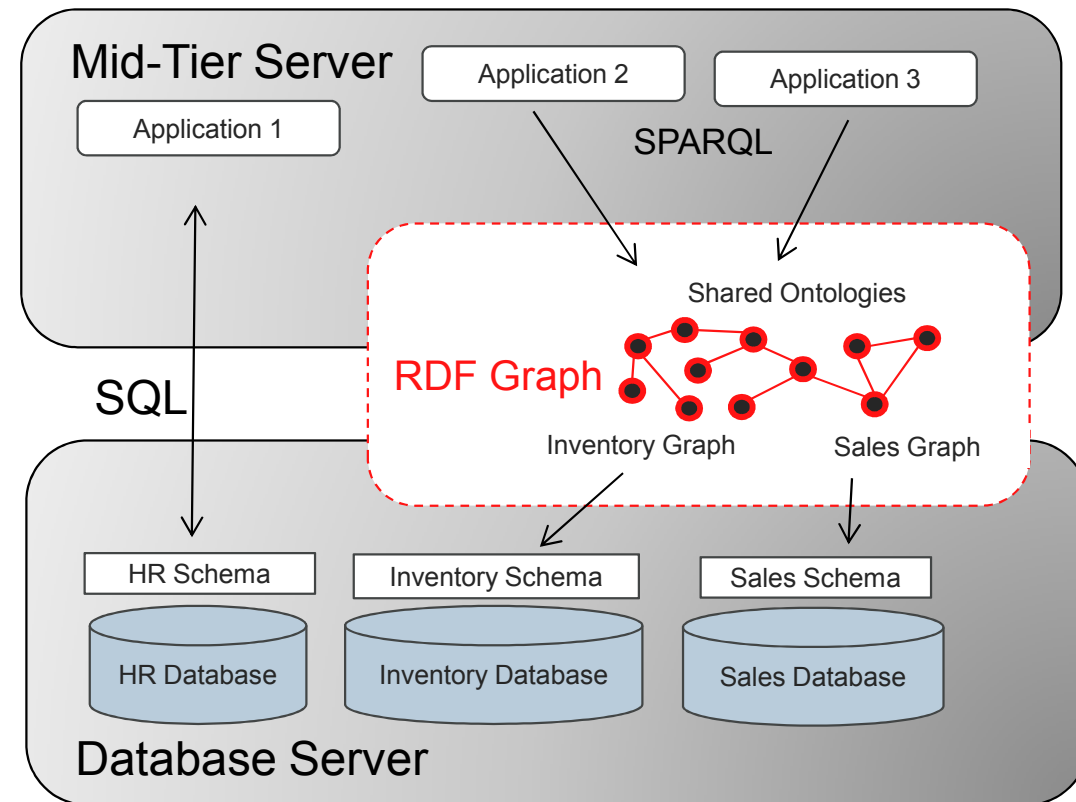 Mid-Tier Server
Application 1
Application 2
Application 3
SPARQL
Shared Ontologies
RDF Graph
SQL
Inventory Graph
Sales Graph
HR Schema
Inventory Schema
Sales Schema
HR Database
Inventory Database
Sales Database
Database Server